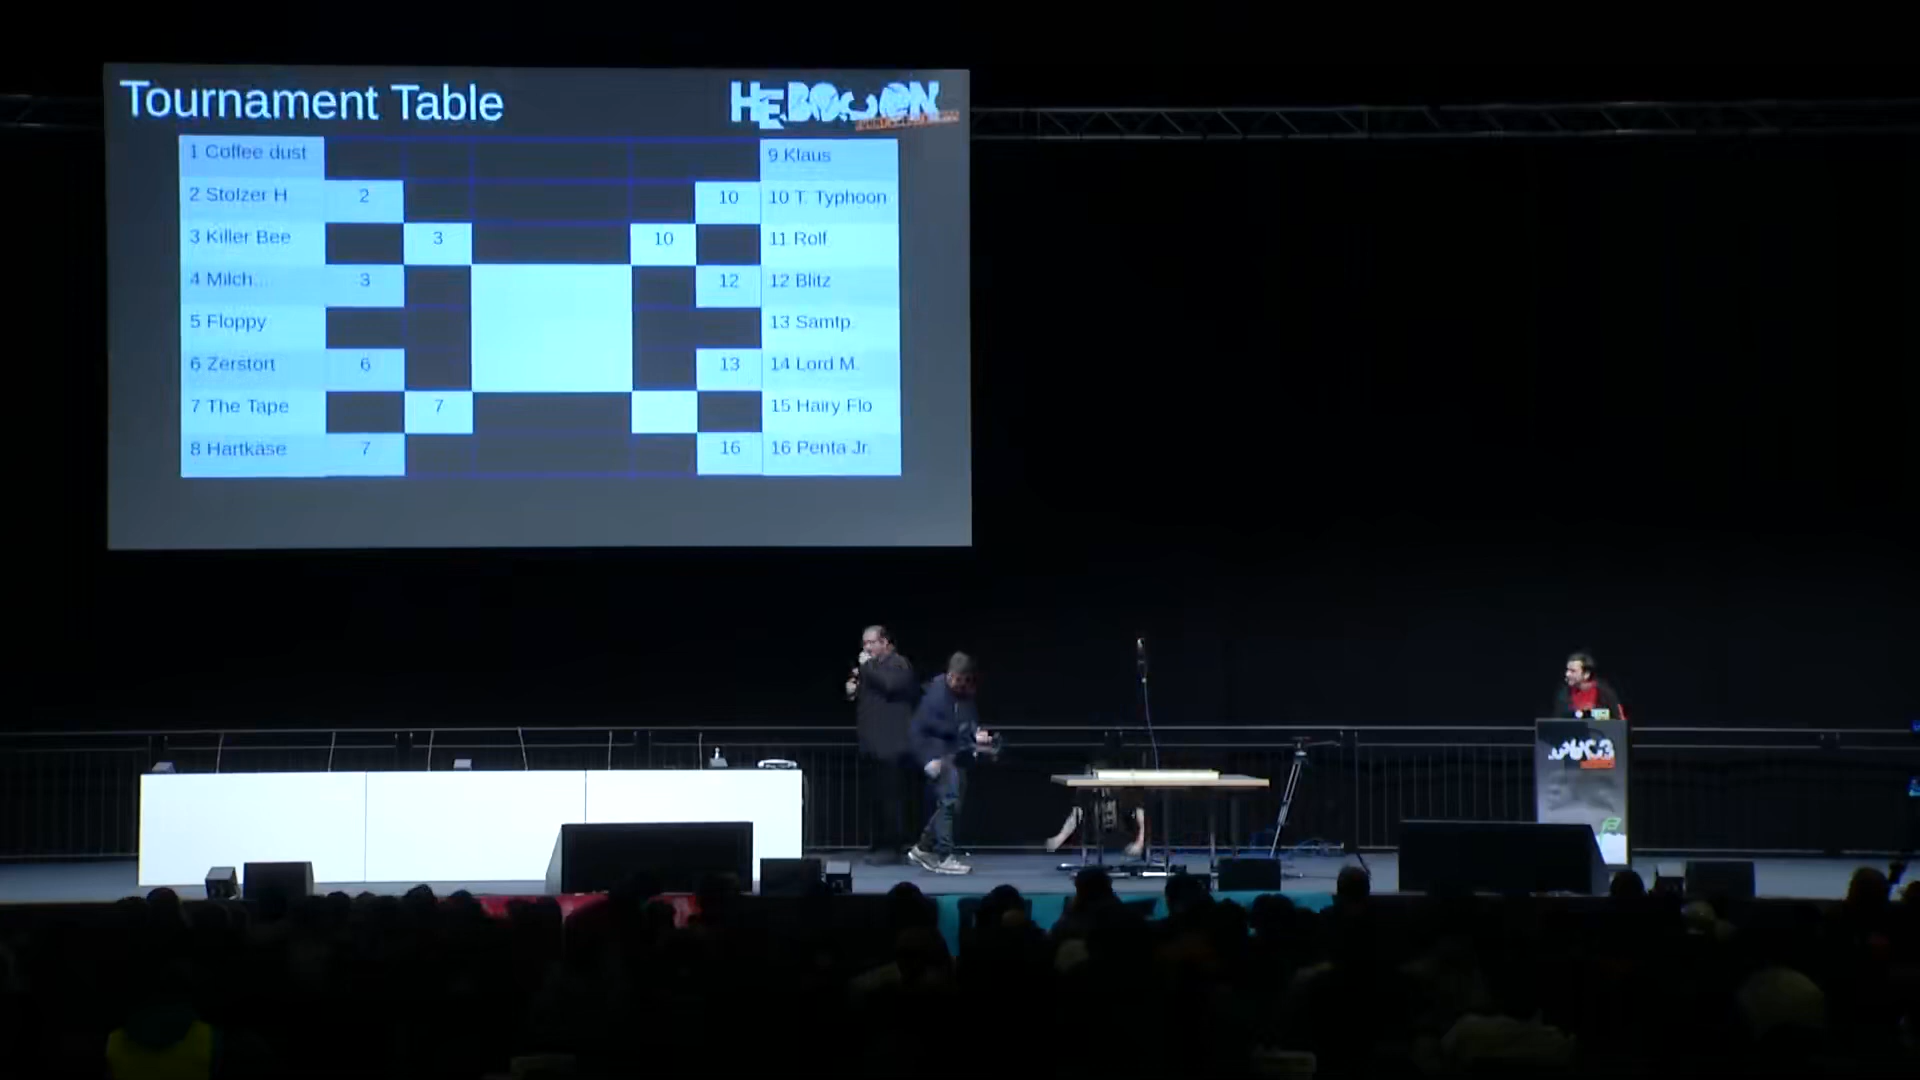 Tournament Table
HEBOCON
1 Coffee dust
9 Klaus
2 Stolzer H
2
10
10 T. Typhoon
3 Killer Bee
3
10
11 Rolf
4 Milch...
3
12
12 Blitz
5 Floppy
13 Samtp.
6 Zerstort
6
13
14 Lord M.
7 The Tape
7
15 Hairy Flo
8 Hartkäse
7
16
16 Penta Jr.